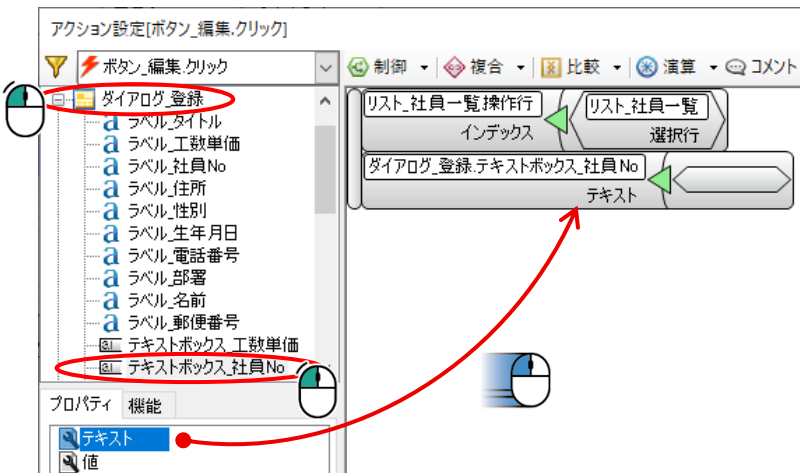 アクション設定[ボタン_編集.クリック]
ボタン_編集.クリック
制御 複合 比較 演算 コメント
ダイアログ_登録
ラベル_タイトル
ラベル_工数単価
ラベル_社員No
ラベル_住所
ラベル_性別
ラベル_生年月日
ラベル_電話番号
ラベル_部署
ラベル_名前
ラベル_郵便番号
テキストボックス_工数単価
テキストボックス_社員No
プロパティ 機能
テキスト
値
リスト_社員一覧操作行
インデックス
リスト_社員一覧
選択行
ダイアログ_登録.テキストボックス_社員No
テキスト